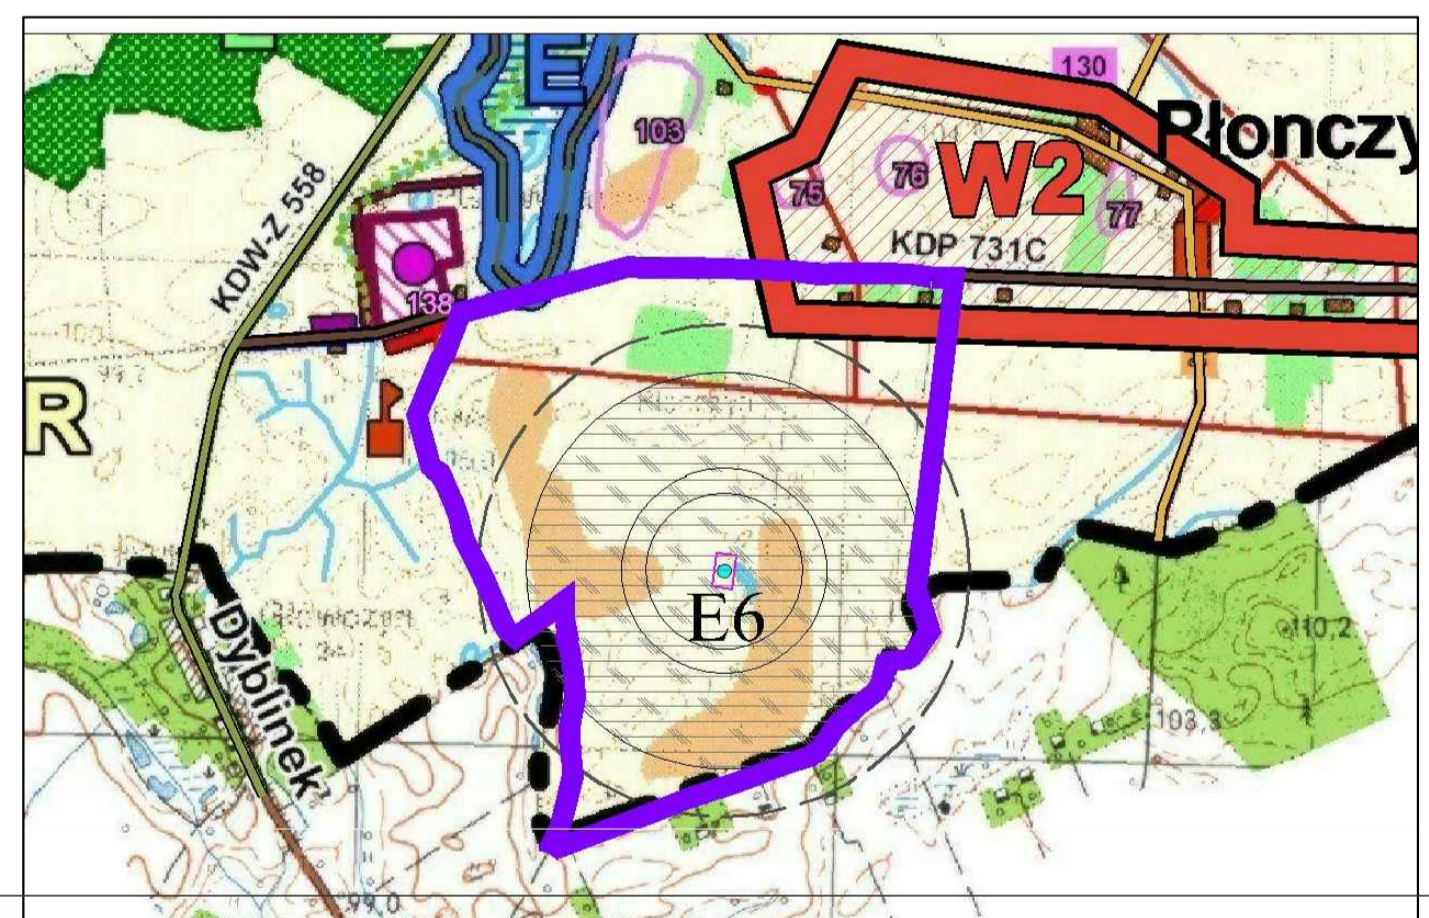 E
130
Płonczy
103
76
W2
75
77
KDW-Z 558
KDP 731C
138
R
E6
Dyblinek
110,2
103,3
99,0